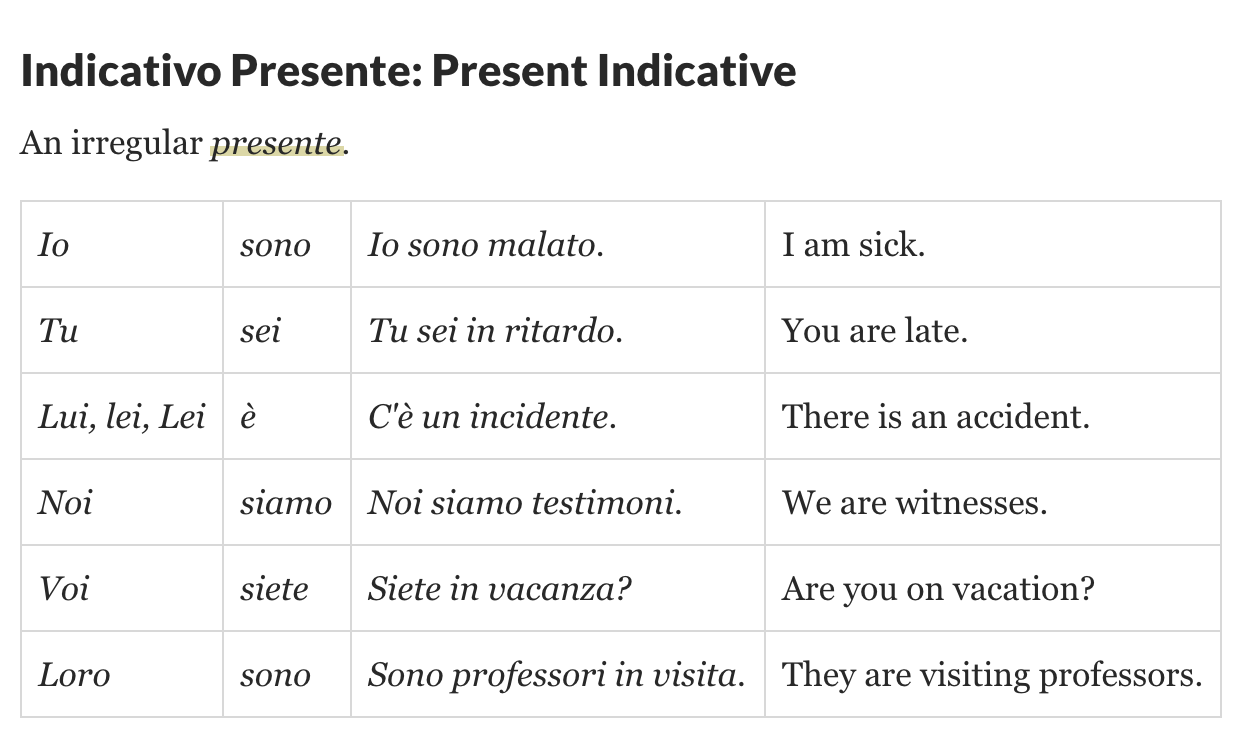 Indicativo Presente: Present Indicative
An irregular presente.
Io sono Io sono malato. I am sick.
Tu sei Tu sei in ritardo. You are late.
Lui, lei, Lei è C'è un incidente. There is an accident.
Noi siamo Noi siamo testimoni. We are witnesses.
Voi siete Siete in vacanza? Are you on vacation?
Loro sono Sono professori in visita. They are visiting professors.